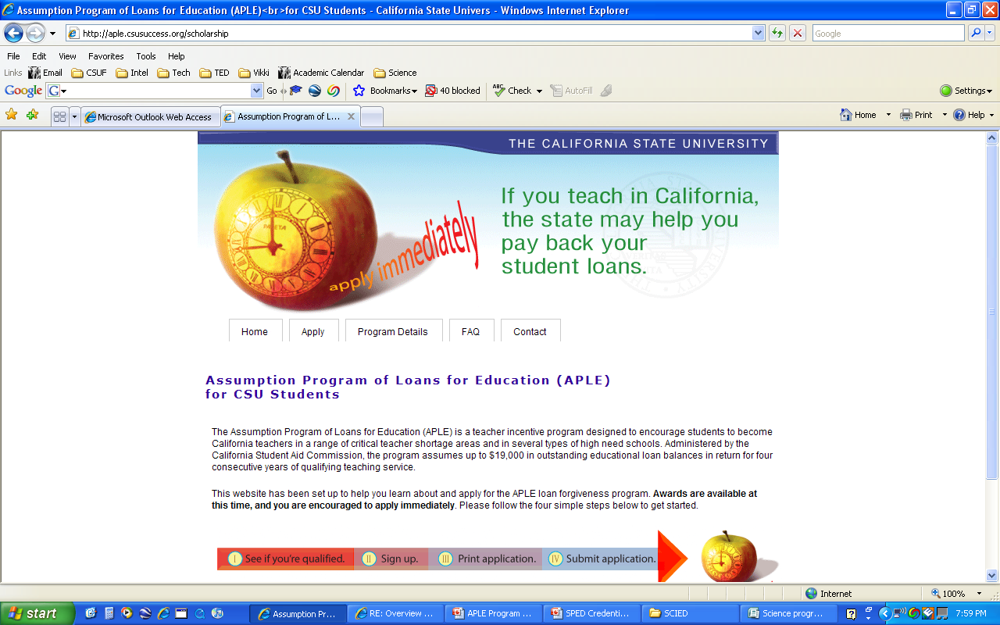 Assumption Program of Loans for Education (APLE)<br>for CSU Students - California State Univers - Windows Internet Explorer
http://aple.csusuccess.org/scholarship
Google
File Edit View Favorites Tools Help
Links Email CSUF Intel Tech TED Vikki Academic Calendar Science
Google G Go Bookmarks 40 blocked ABC Check AutoFill Settings
Microsoft Outlook Web Access Assumption Program of L... Home Print Help
THE CALIFORNIA STATE UNIVERSITY
If you teach in California,
the state may help you
pay back your
student loans.
apply immediately
Home Apply Program Details FAQ Contact
Assumption Program of Loans for Education (APLE)
for CSU Students
The Assumption Program of Loans for Education (APLE) is a teacher incentive program designed to encourage students to become
California teachers in a range of critical teacher shortage areas and in several types of high need schools. Administered by the
California Student Aid Commission, the program assumes up to $19,000 in outstanding educational loan balances in return for four
consecutive years of qualifying teaching service.
This website has been set up to help you learn about and apply for the APLE loan forgiveness program. Awards are available at
this time, and you are encouraged to apply immediately. Please follow the four simple steps below to get started.
I See if you're qualified. II Sign up. III Print application. IV Submit application.
Internet 100%
start Assumption Pr... RE: Overview ... APLE Program ... SPED Credenti... SCIED Science progr... 7:59 PM